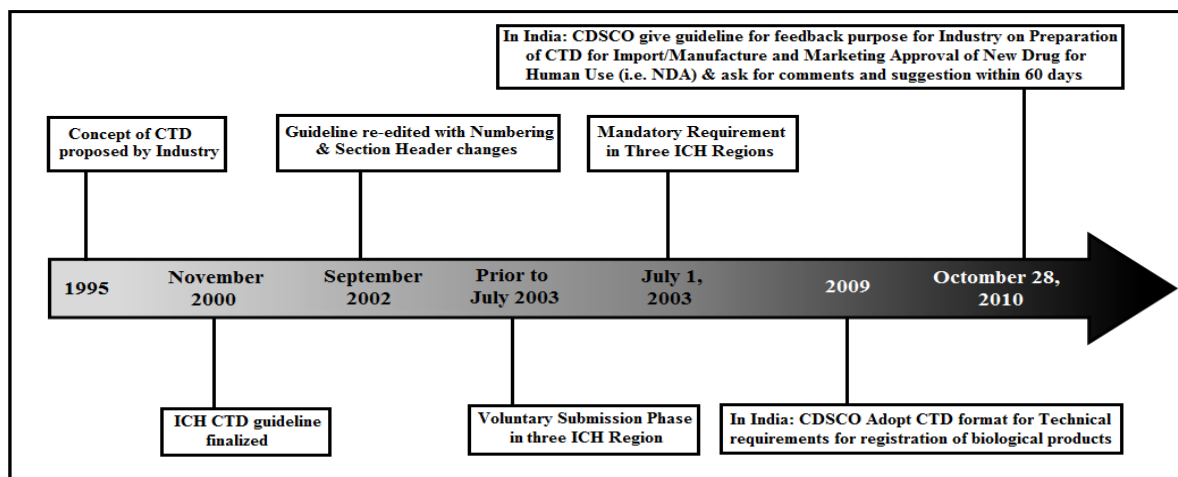 In India: CDSCO give guideline for feedback purpose for Industry on Preparation
of CTD for Import/Manufacture and Marketing Approval of New Drug for
Human Use (i.e. NDA) & ask for comments and suggestion within 60 days
Concept of CTD
proposed by Industry
Guideline re-edited with Numbering
& Section Header changes
Mandatory Requirement
in Three ICH Regions
1995
November
2000
September
2002
Prior to
July 2003
July 1,
2003
2009
Octomber 28,
2010
ICH CTD guideline
finalized
Voluntary Submission Phase
in three ICH Region
In India: CDSCO Adopt CTD format for Technical
requirements for registration of biological products